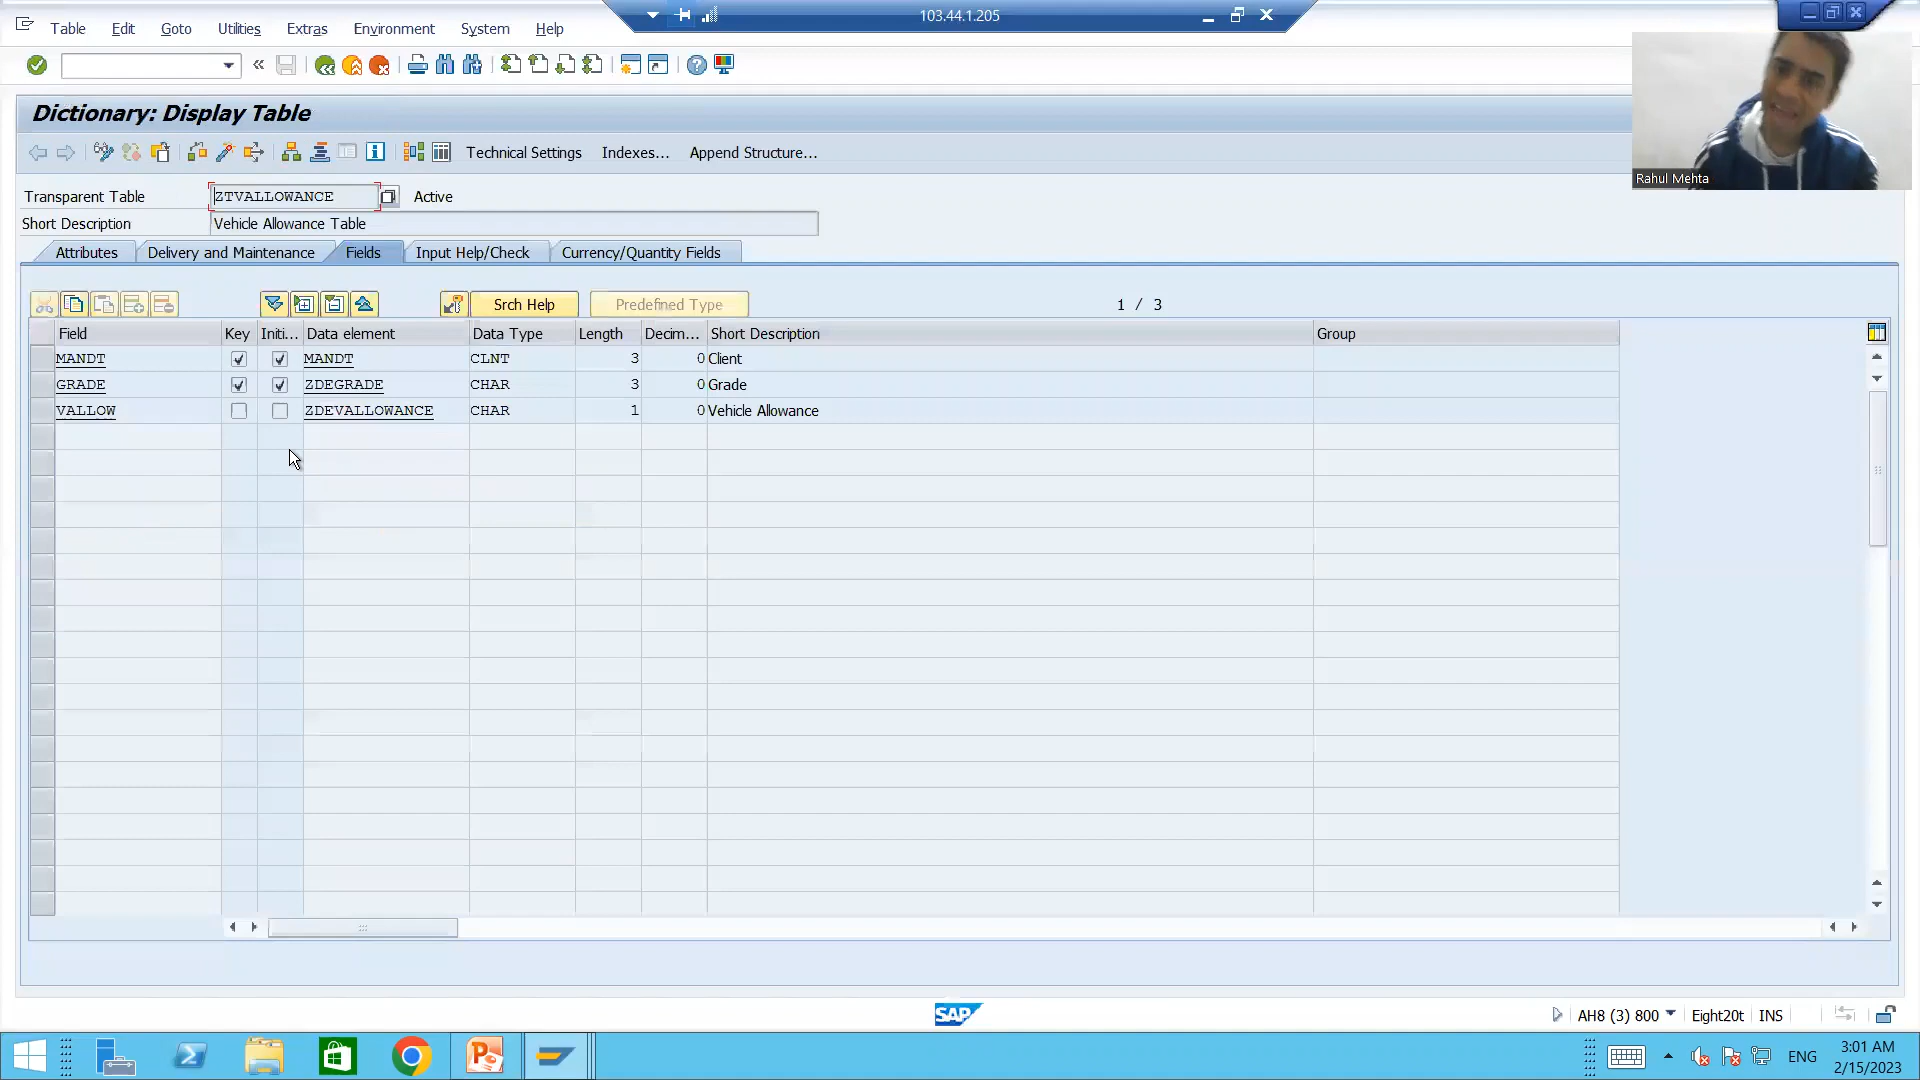 103.44.1.205
Table Edit Goto Utilities Extras Environment System Help
Dictionary: Display Table
Technical Settings Indexes... Append Structure...
Rahul Mehta
Transparent Table ZTVALLOWANCE Active
Short Description Vehicle Allowance Table
Attributes Delivery and Maintenance Fields Input Help/Check Currency/Quantity Fields
Srch Help Predefined Type 1 / 3
Field Key Initi... Data element Data Type Length Decim... Short Description Group
MANDT MANDT CLNT 3 0 Client
GRADE ZDEGRADE CHAR 3 0 Grade
VALLOW ZDEVALLOWANCE CHAR 1 0 Vehicle Allowance
SAP
AH8 (3) 800 Eight20t INS
ENG 3:01 AM
2/15/2023